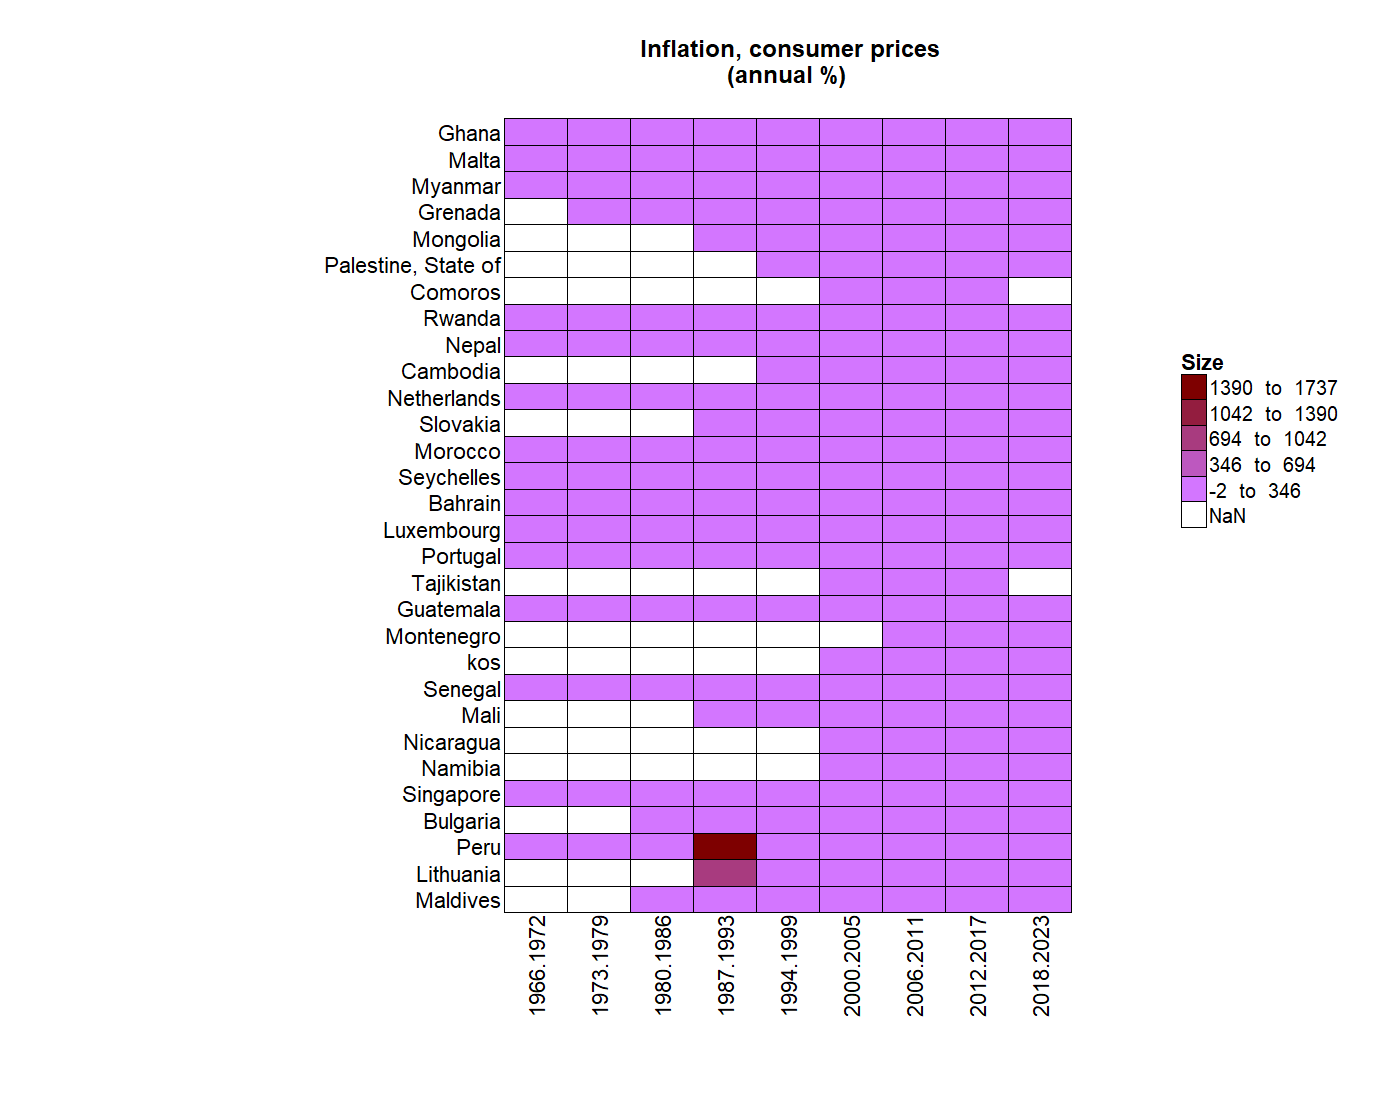 Inflation, consumer prices
(annual %)
Ghana
Malta
Myanmar
Grenada
Mongolia
Palestine, State of
Comoros
Rwanda
Nepal
Cambodia
Netherlands
Slovakia
Morocco
Seychelles
Bahrain
Luxembourg
Portugal
Tajikistan
Guatemala
Montenegro
kos
Senegal
Mali
Nicaragua
Namibia
Singapore
Bulgaria
Peru
Lithuania
Maldives
1966.1972
1973.1979
1980.1986
1987.1993
1994.1999
2000.2005
2006.2011
2012.2017
2018.2023
Size
1390 to 1737
1042 to 1390
694 to 1042
346 to 694
-2 to 346
NaN